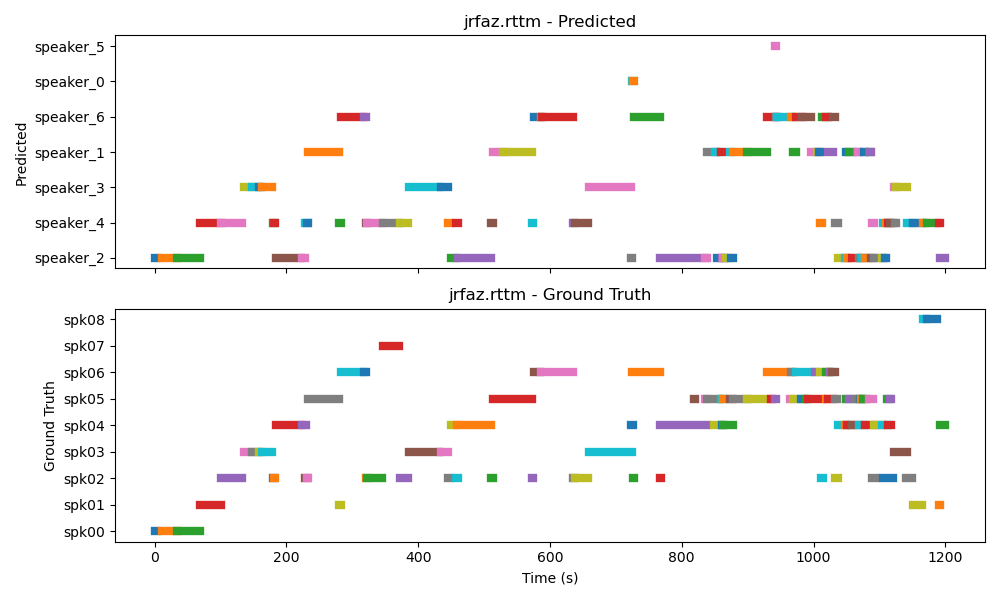 jrfaz.rttm - Predicted
speaker_5
speaker_0
speaker_6
speaker_1
speaker_3
speaker_4
speaker_2
Predicted
jrfaz.rttm - Ground Truth
spk08
spk07
spk06
spk05
spk04
spk03
spk02
spk01
spk00
Ground Truth
0 200 400 600 800 1000 1200
Time (s)